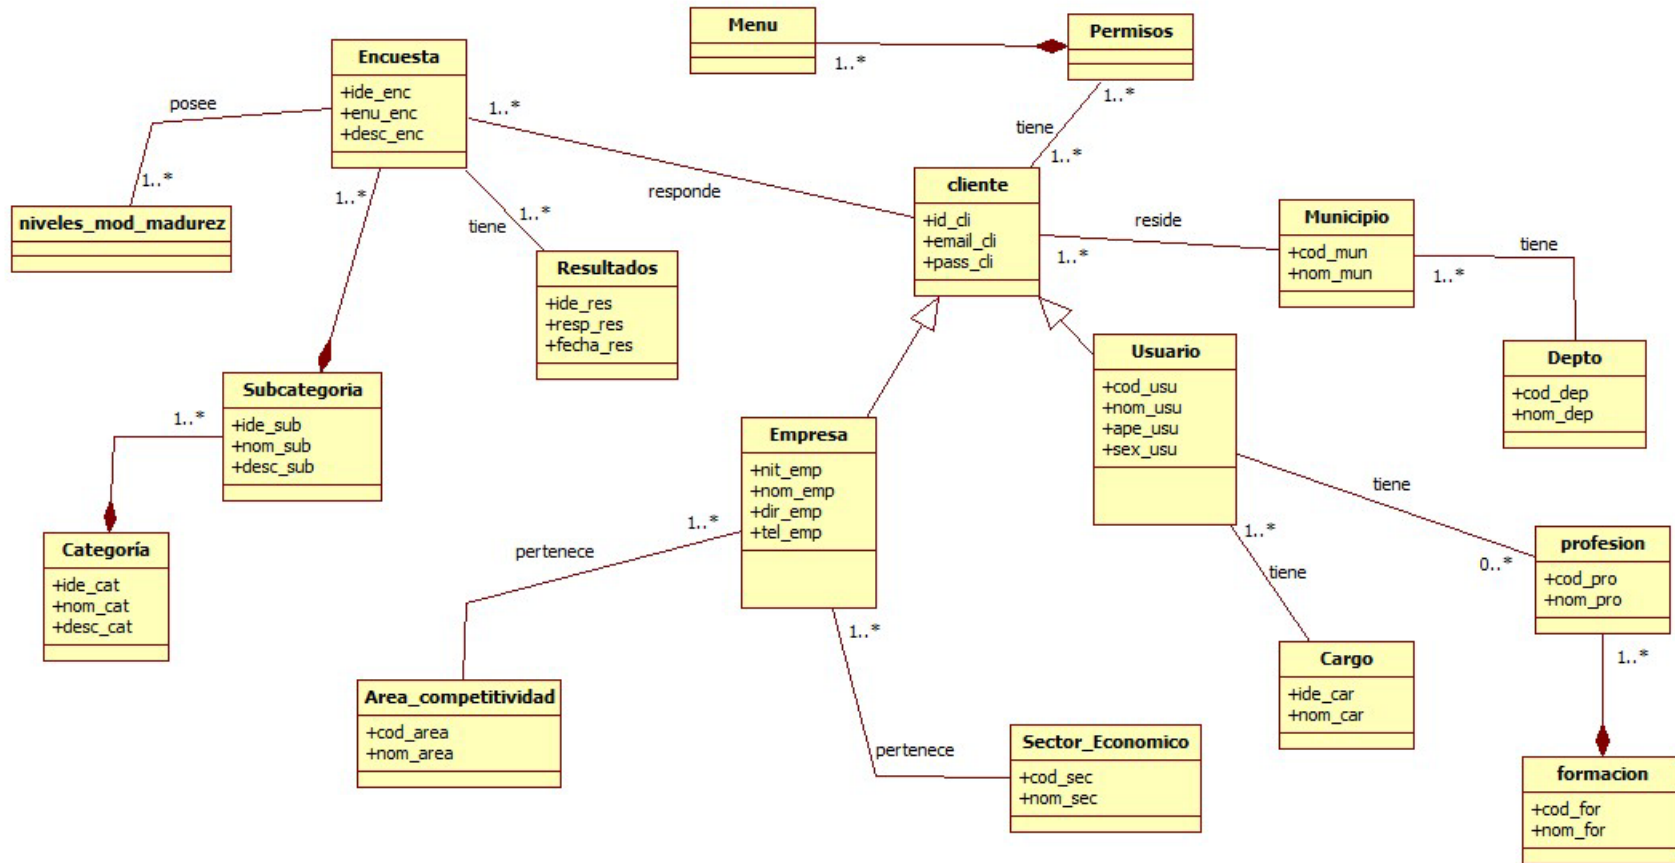 Menu
Permisos
1..*
1..*
tiene
1..*
Encuesta
+ide_enc
+enu_enc
+desc_enc
posee
1..*
niveles_mod_madurez
1..*
responde
1..*
tiene
1..*
Resultados
+ide_res
+resp_res
+fecha_res
cliente
+id_cli
+email_cli
+pass_cli
reside
1..*
Municipio
+cod_mun
+nom_mun
tiene
1..*
Depto
+cod_dep
+nom_dep
Subcategoria
+ide_sub
+nom_sub
+desc_sub
1..*
Categoría
+ide_cat
+nom_cat
+desc_cat
Empresa
+nit_emp
+nom_emp
+dir_emp
+tel_emp
1..*
pertenece
Area_competitividad
+cod_area
+nom_area
1..*
pertenece
Sector_Economico
+cod_sec
+nom_sec
Usuario
+cod_usu
+nom_usu
+ape_usu
+sex_usu
tiene
0..*
1..*
tiene
Cargo
+ide_car
+nom_car
profesion
+cod_pro
+nom_pro
1..*
formacion
+cod_for
+nom_for